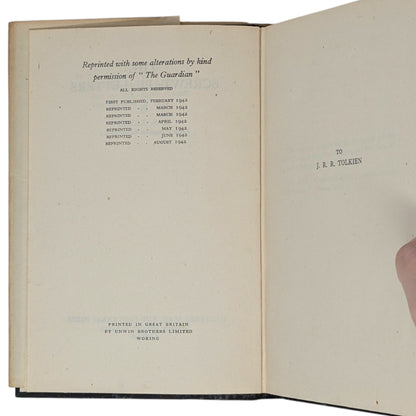 Reprinted with some alterations by kind
permission of " The Guardian "
ALL RIGHTS RESERVED
FIRST PUBLISHED, FEBRUARY 1942
REPRINTED . . MARCH 1942
REPRINTED . . MARCH 1942
REPRINTED . . APRIL 1942
REPRINTED . . MAY 1942
REPRINTED . . JUNE 1942
REPRINTED . . AUGUST 1942
PRINTED IN GREAT BRITAIN
BY UNWIN BROTHERS LIMITED
WOKING
TO
J. R. R. TOLKIEN